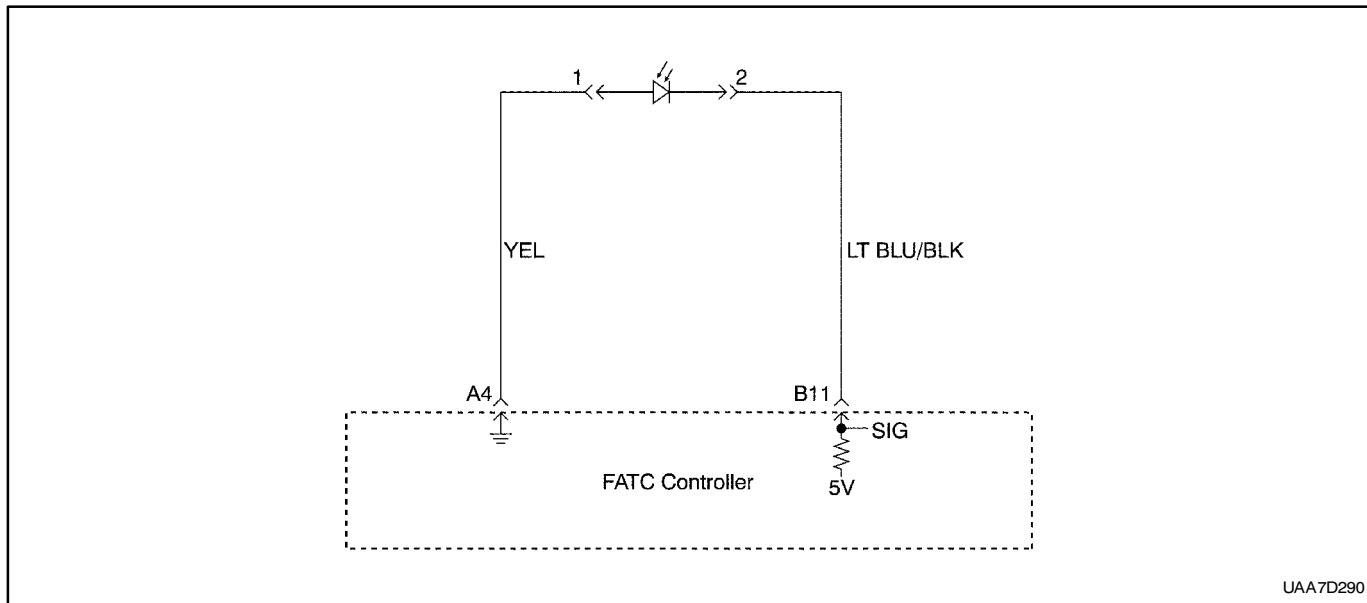 1 2
YEL LT BLU/BLK
A4 B11
SIG
FATC Controller 5V
UAA7D290